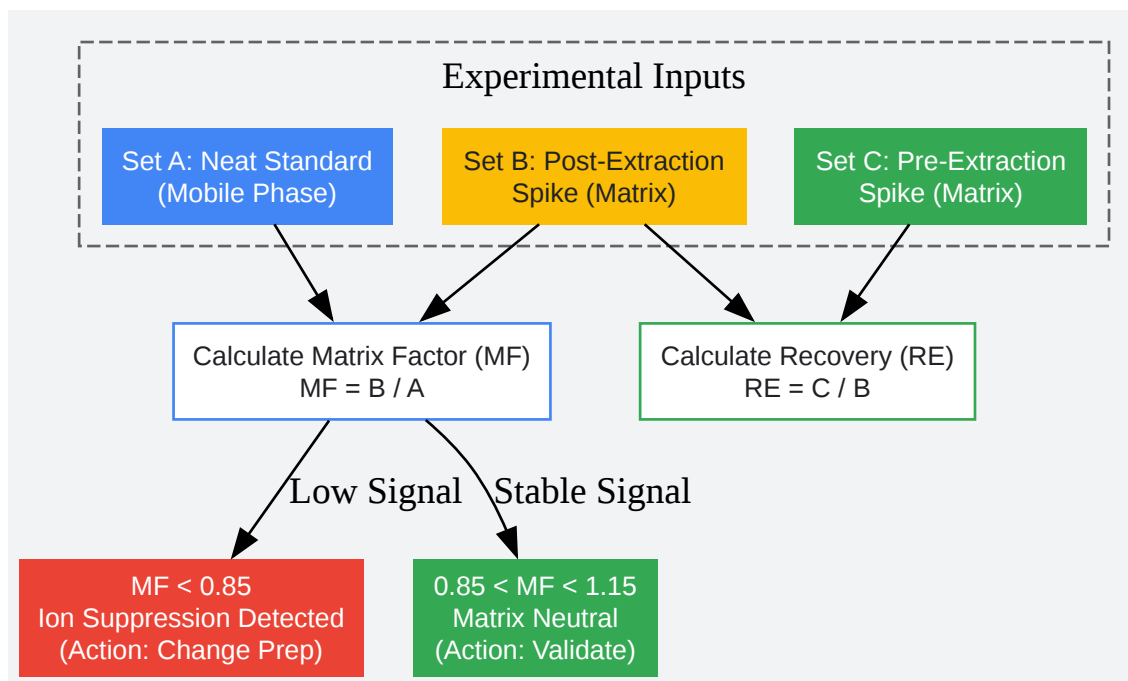 Experimental Inputs
Set A: Neat Standard
(Mobile Phase)
Set B: Post-Extraction
Spike (Matrix)
Set C: Pre-Extraction
Spike (Matrix)
Calculate Matrix Factor (MF)
MF = B / A
Calculate Recovery (RE)
RE = C / B
Low Signal
Stable Signal
MF < 0.85
Ion Suppression Detected
(Action: Change Prep)
0.85 < MF < 1.15
Matrix Neutral
(Action: Validate)